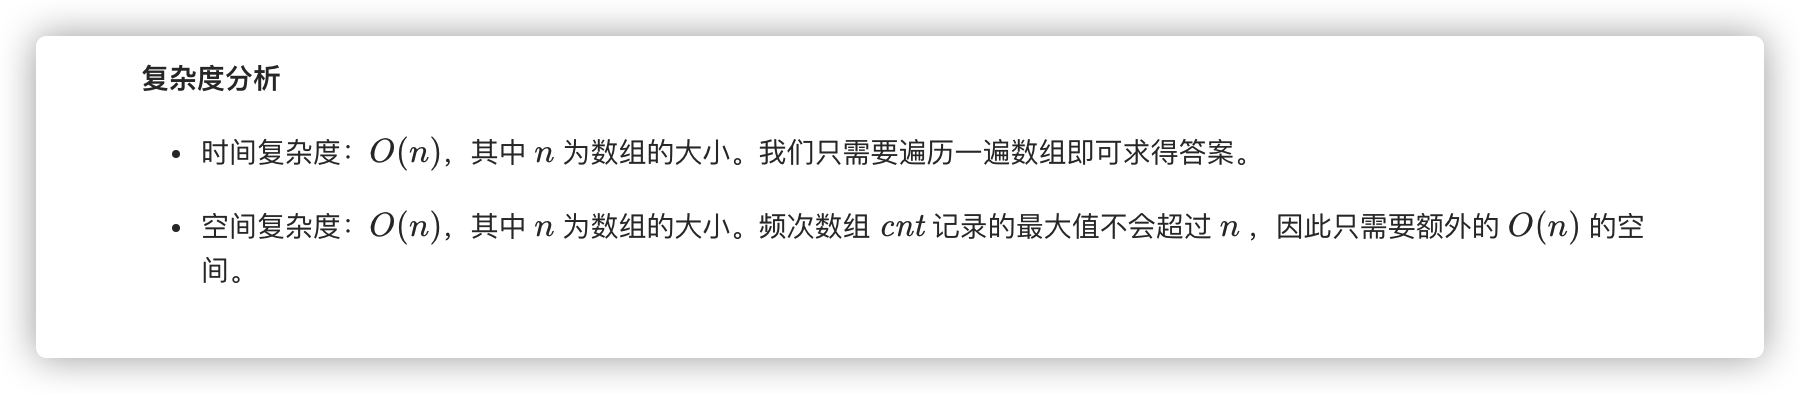 复杂度分析
• 时间复杂度：O(n)，其中 n 为数组的大小。我们只需要遍历一遍数组即可求得答案。
• 空间复杂度：O(n)，其中 n 为数组的大小。频次数组 cnt 记录的最大值不会超过 n ，因此只需要额外的 O(n) 的空
间。